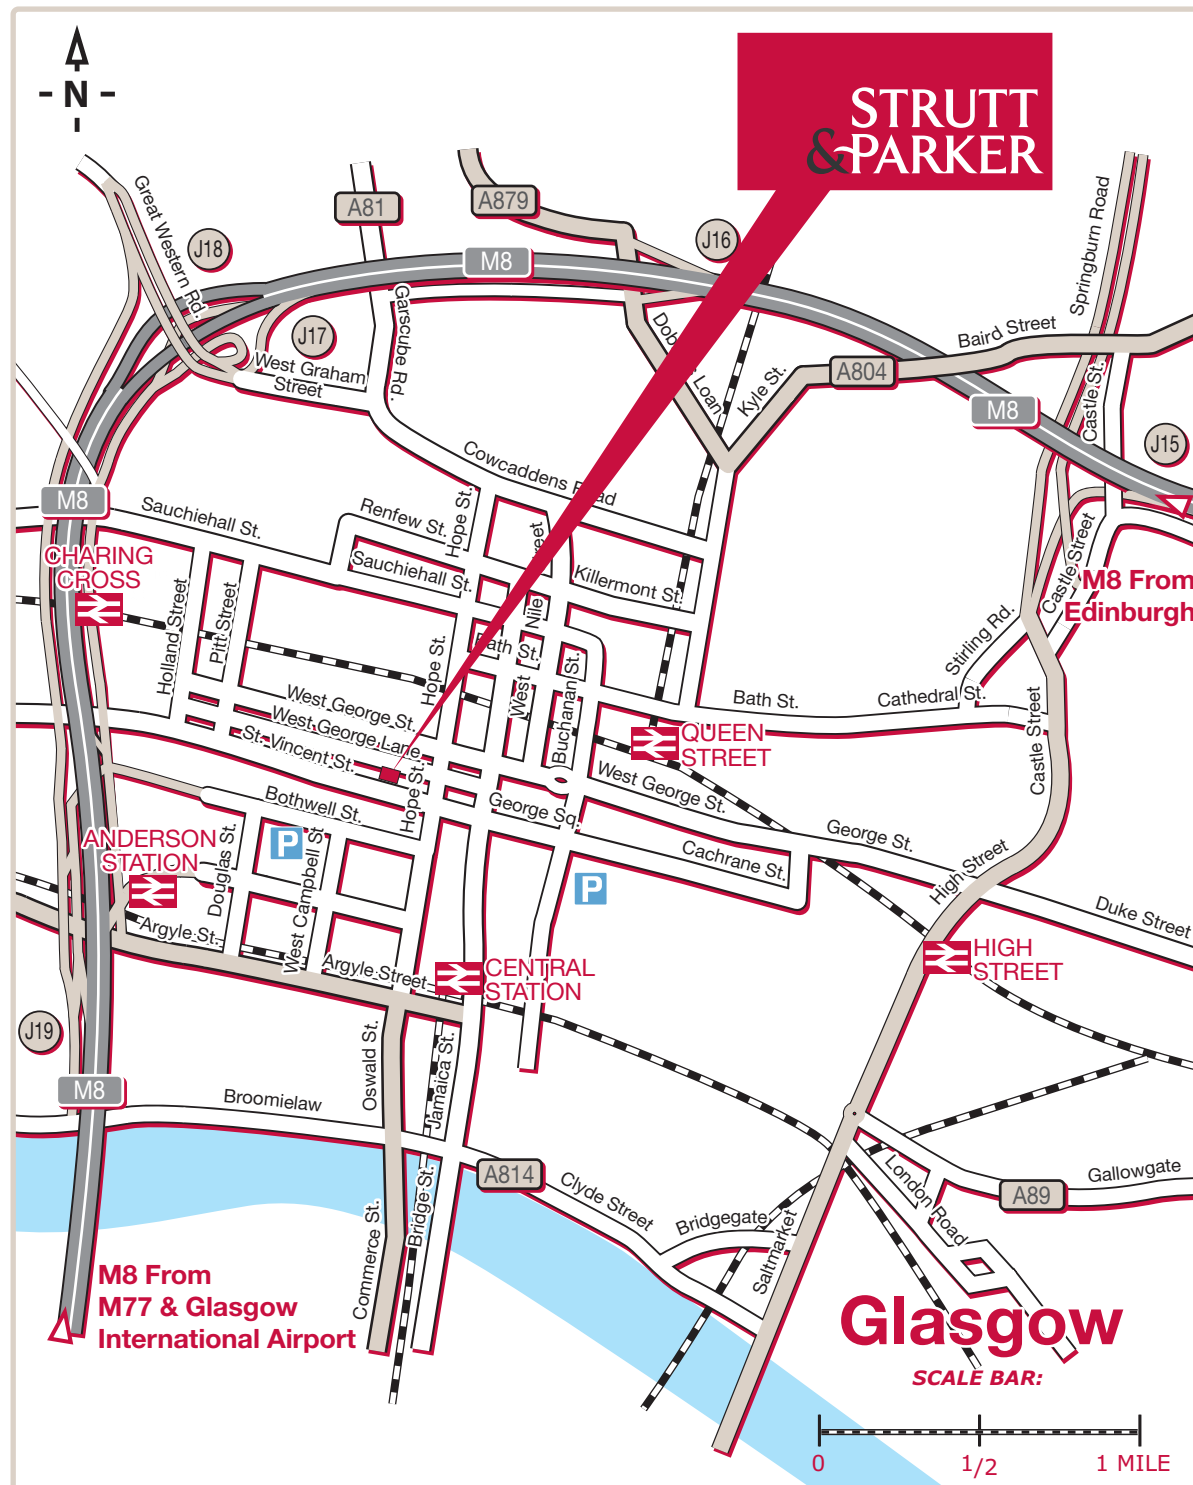 N
STRUTT
&PARKER
A81
A879
J18
J16
M8
Great Western Rd.
Springburn Road
J17
Garscube Rd.
Baird Street
West Graham
Street
Loan
Kyle St.
A804
M8
Castle St.
J15
Cowcaddens Road
M8
Sauchiehall St.
Renfew St.
Hope St.
CHARING
CROSS
Sauchiehall St.
Killermont St.
Castle Street
M8 From
Edinburgh
Holland Street
Pitt Street
Nile
Stirling Rd.
Hope St.
Bath St.
West
Buchanan St.
Bath St.
Cathedral St.
West George St.
West George Lane
St. Vincent St.
QUEEN
STREET
Castle Street
Hope St.
West George St.
Bothwell St.
George Sq.
George St.
ANDERSON
STATION
P
Cachrane St.
High Street
Douglas St.
West Campbell St.
P
Duke Street
Argyle St.
Argyle Street
CENTRAL
STATION
HIGH
STREET
J19
Oswald St.
Jamaica St.
M8
Broomielaw
A814
Clyde Street
London Road
Gallowgate
A89
Bridge St.
Commerce St.
Bridgegate
Saltmarket
M8 From
M77 & Glasgow
International Airport
Glasgow
SCALE BAR:
0
1/2
1 MILE